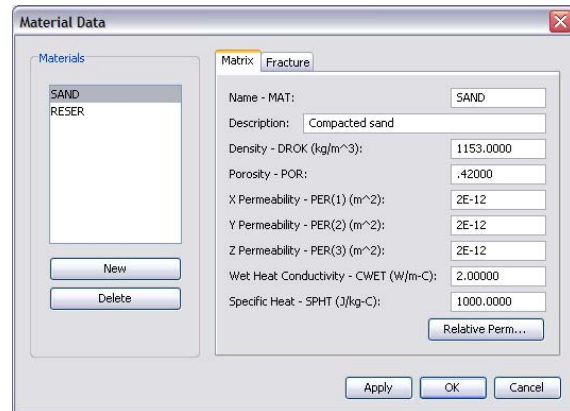 Material Data
Materials
SAND
RESER
New
Delete
Matrix Fracture
Name - MAT: SAND
Description: Compacted sand
Density - DROK (kg/m^3): 1153.0000
Porosity - POR: .42000
X Permeability - PER(1) (m^2): 2E-12
Y Permeability - PER(2) (m^2): 2E-12
Z Permeability - PER(3) (m^2): 2E-12
Wet Heat Conductivity - CWET (W/m-C): 2.00000
Specific Heat - SPHT (J/kg-C): 1000.0000
Relative Perm...
Apply OK Cancel